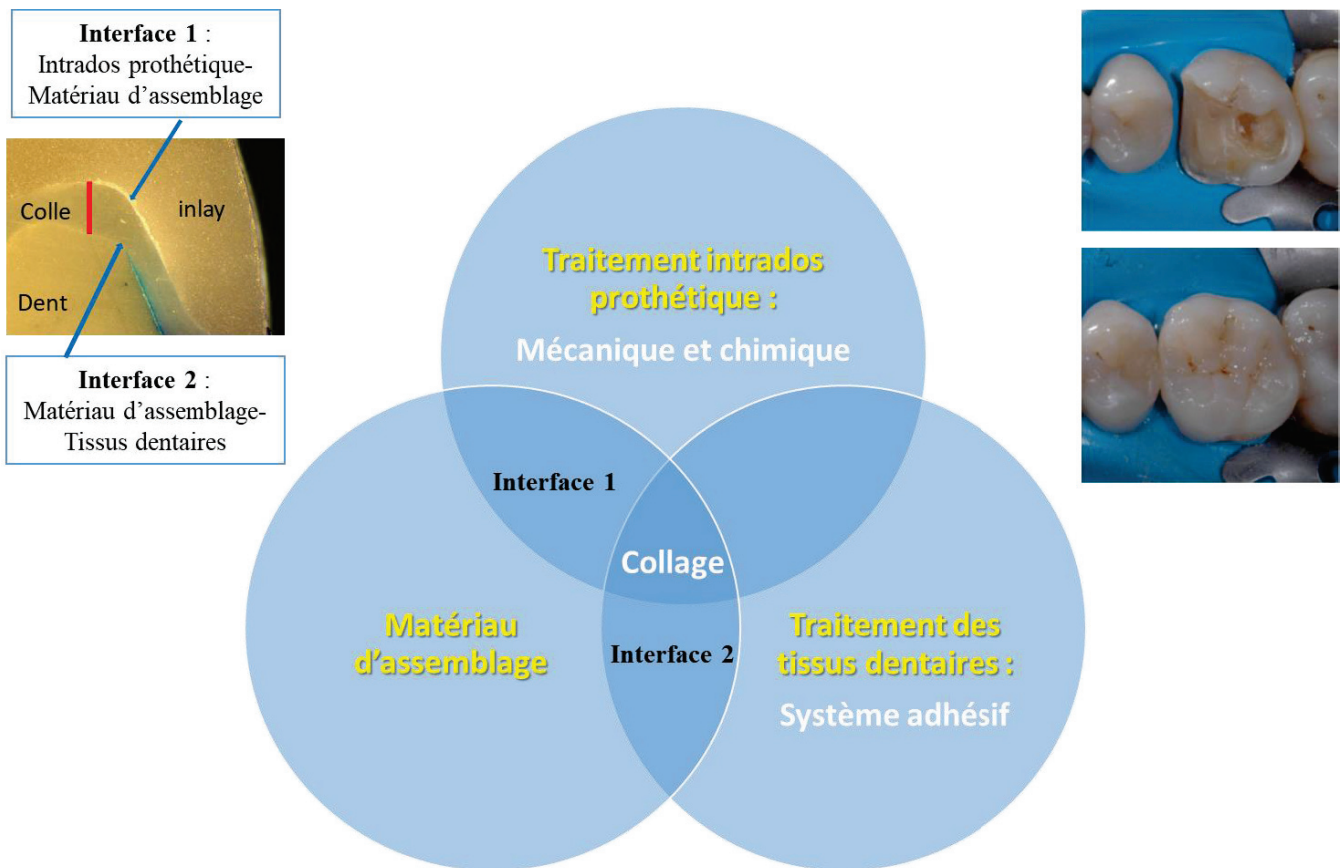 Interface 1 :
Intrados prothétique-
Matériau d'assemblage
Colle
inlay
Dent
Interface 2 :
Matériau d'assemblage-
Tissus dentaires
Traitement intrados
prothétique :
Mécanique et chimique
Interface 1
Collage
Matériau
d'assemblage
Interface 2
Traitement des
tissus dentaires :
Système adhésif